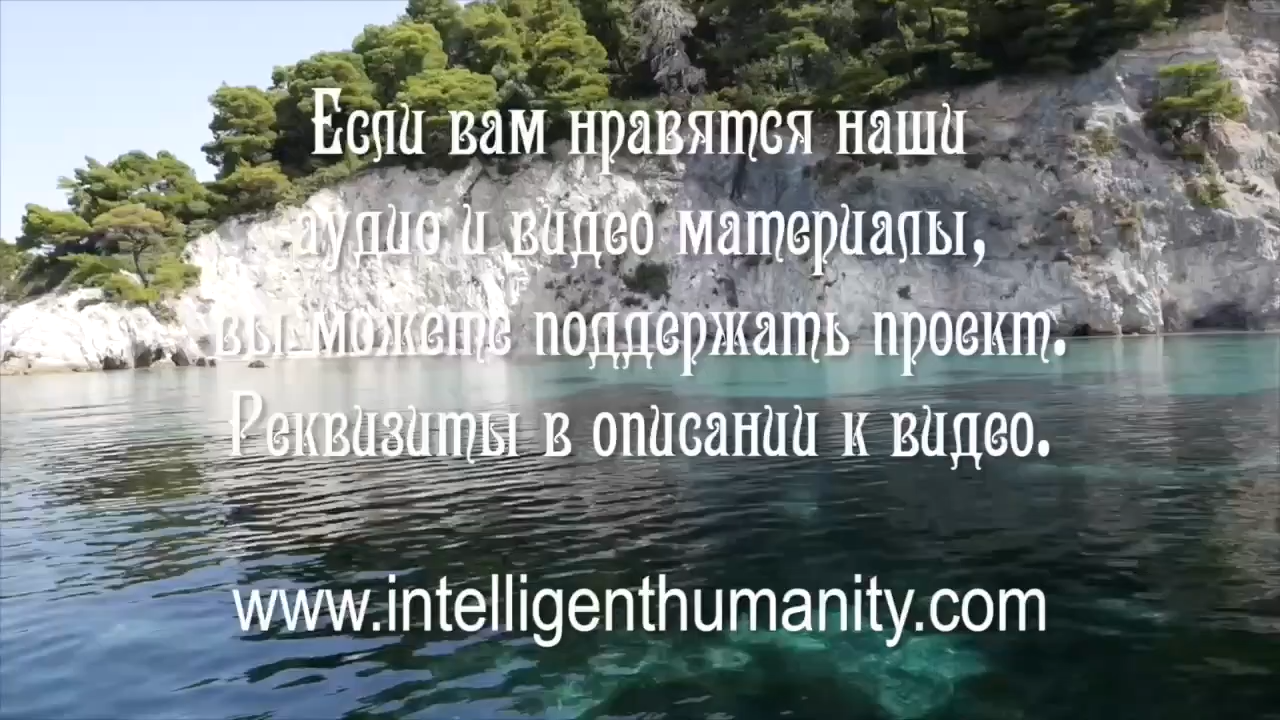 Если вам нравятся наши
аудио и видео материалы,
вы можете поддержать проект.
Реквизиты в описании к видео.
www.intelligenthumanity.com